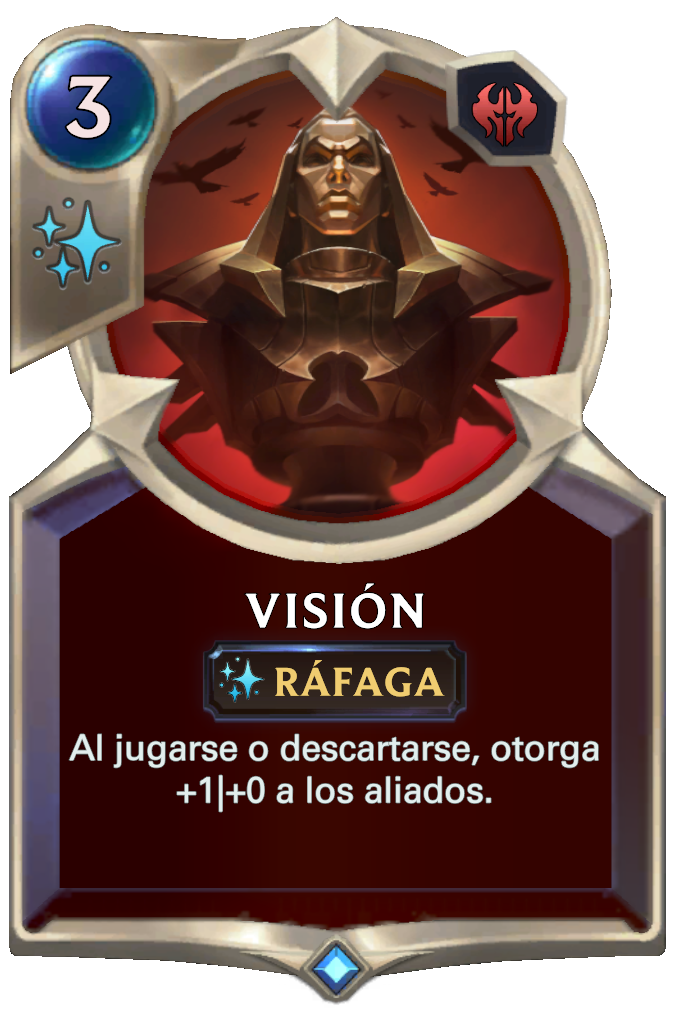 3
VISIÓN
RÁFAGA
Al jugarse o descartarse, otorga
+1|+0 a los aliados.